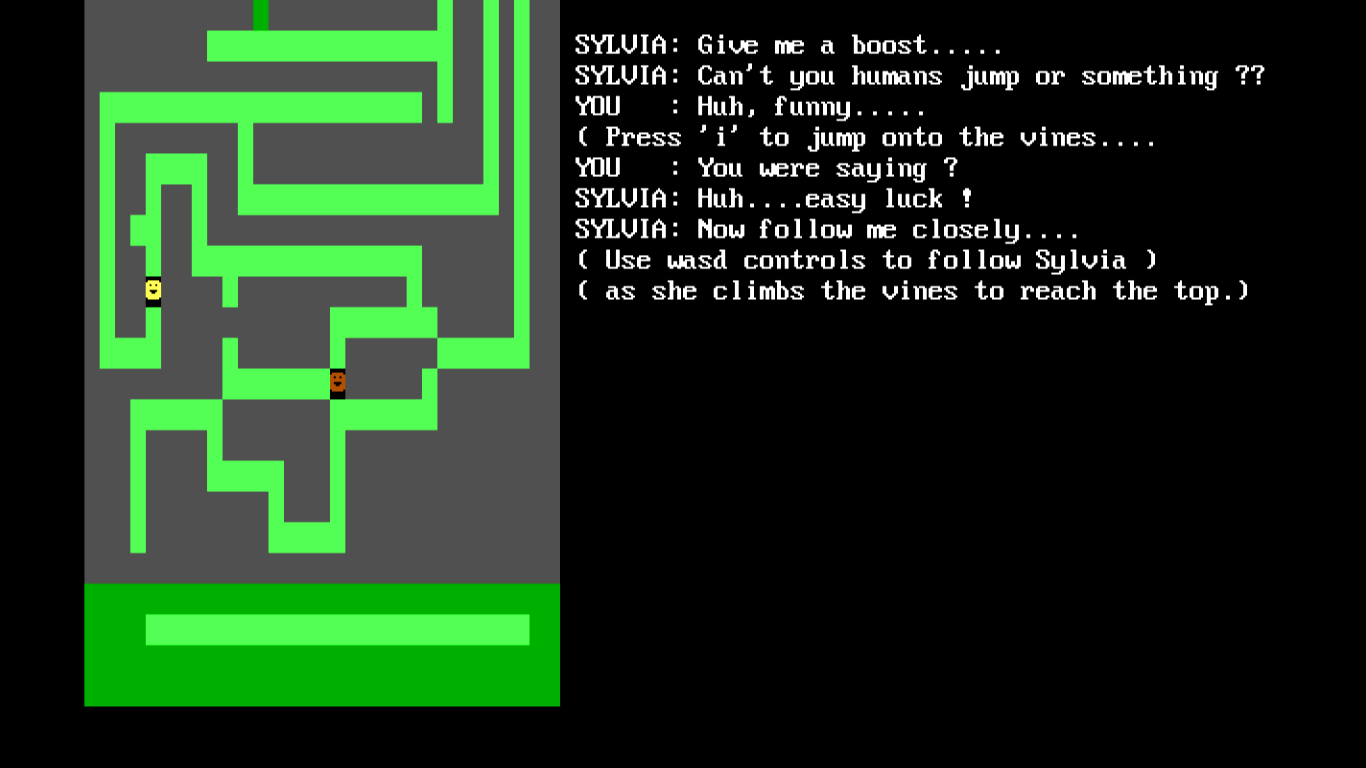 SYLVIA: Give me a boost.....
SYLVIA: Can't you humans jump or something ??
YOU   : Huh, funny.....
( Press 'i' to jump onto the vines....
YOU   : You were saying ?
SYLVIA: Huh....easy luck !
SYLVIA: Now follow me closely....
( Use wasd controls to follow Sylvia )
( as she climbs the vines to reach the top.)